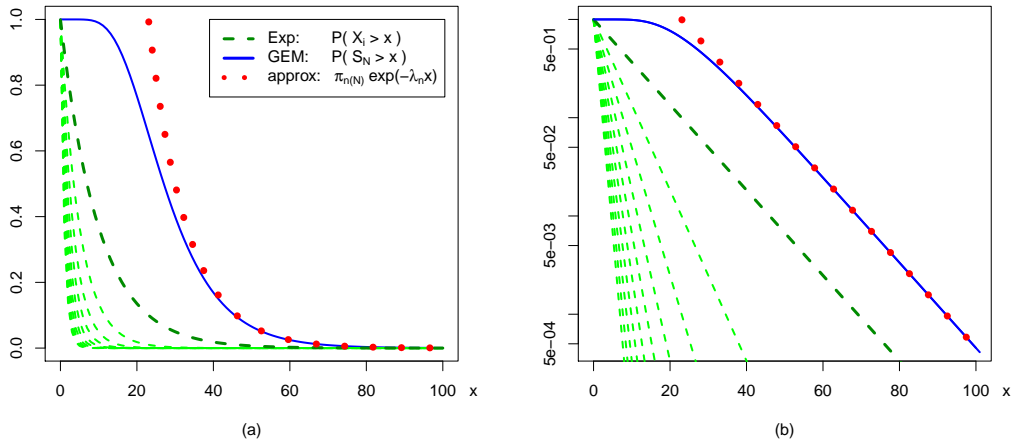 1.0
0.8
0.6
0.4
0.2
0.0
Exp: P( X_i > x )
GEM: P( S_N > x )
approx: π_n(N) exp(−λ_n x)
0 20 40 60 80 100 x
(a)
5e−01
5e−02
5e−03
5e−04
0 20 40 60 80 100 x
(b)